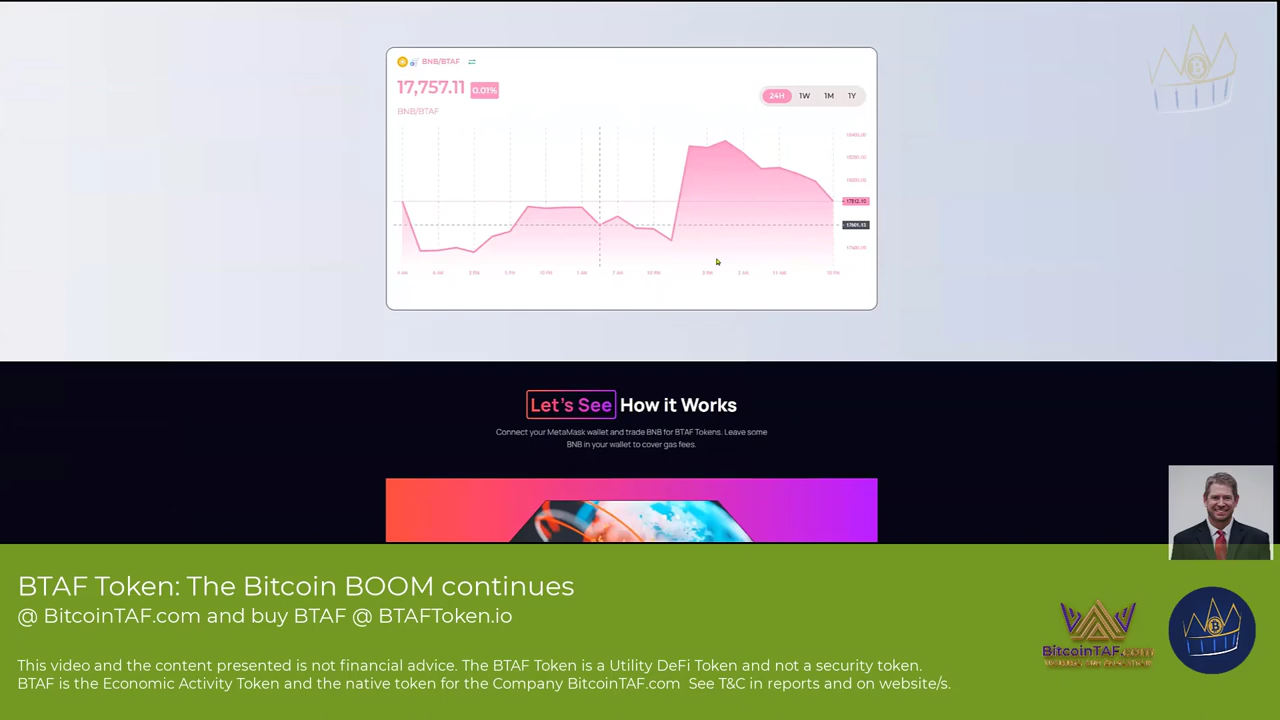 BNB/BTAF
17,757.11 0.01%
BNB/BTAF
24H 1W 1M 1Y
17812.10
17601.13
Let's See How it Works
Connect your MetaMask wallet and trade BNB for BTAF Tokens. Leave some
BNB in your wallet to cover gas fees.
BTAF Token: The Bitcoin BOOM continues
@ BitcoinTAF.com and buy BTAF @ BTAFToken.io
BitcoinTAF.com
This video and the content presented is not financial advice. The BTAF Token is a Utility DeFi Token and not a security token.
BTAF is the Economic Activity Token and the native token for the Company BitcoinTAF.com See T&C in reports and on website/s.